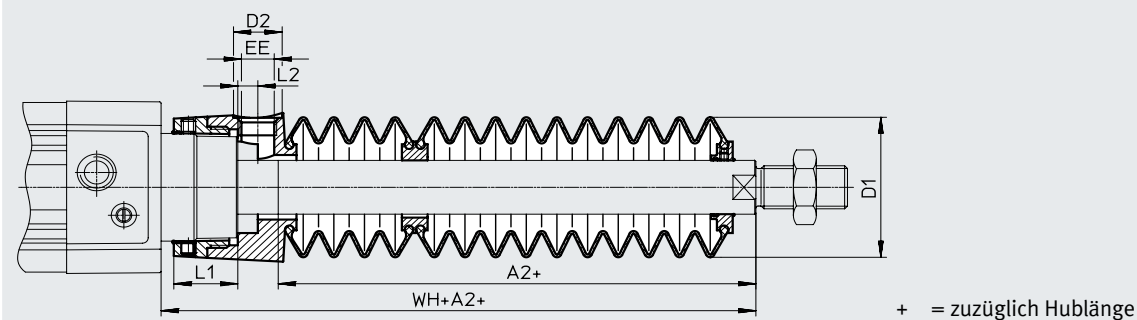 D2
EE
L2
D1
L1
A2+
WH+A2+
+ = zuzüglich Hublänge